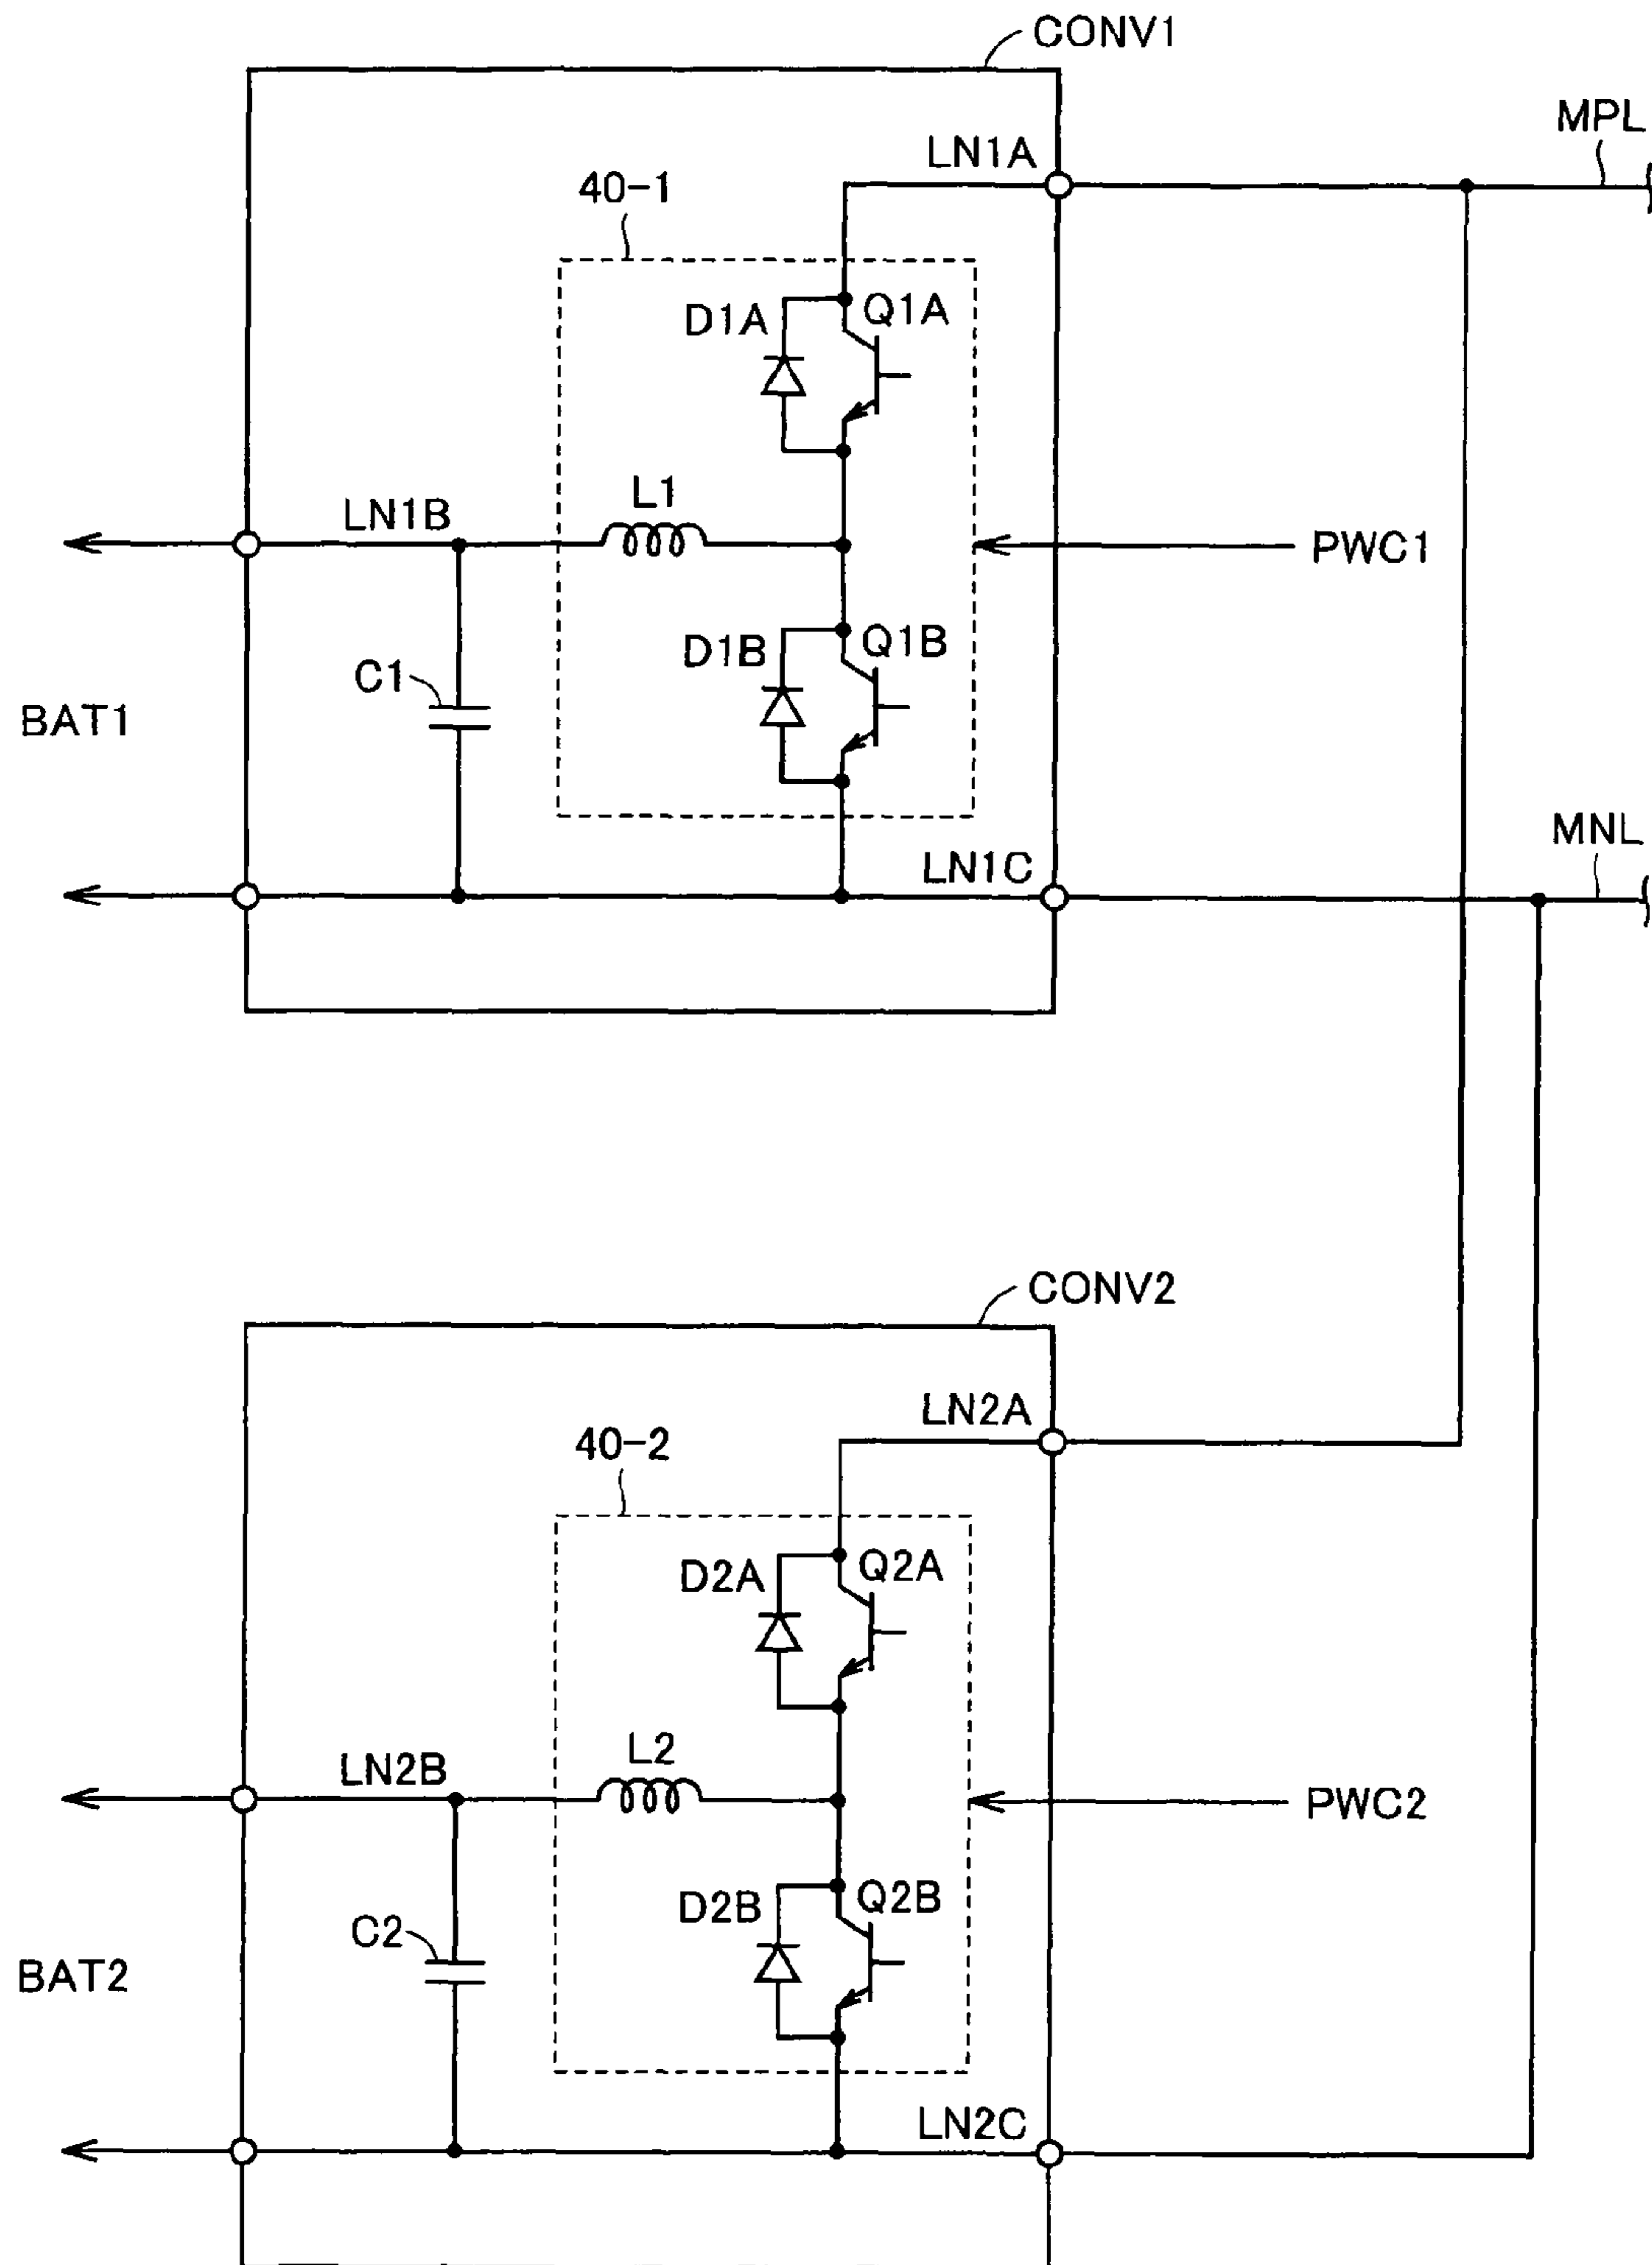 CONV1
MPL
LN1A
40-1
D1A
Q1A
L1
LN1B
PWC1
D1B
Q1B
C1
BAT1
MNL
LN1C
CONV2
LN2A
40-2
D2A
Q2A
L2
LN2B
PWC2
D2B
Q2B
C2
BAT2
LN2C